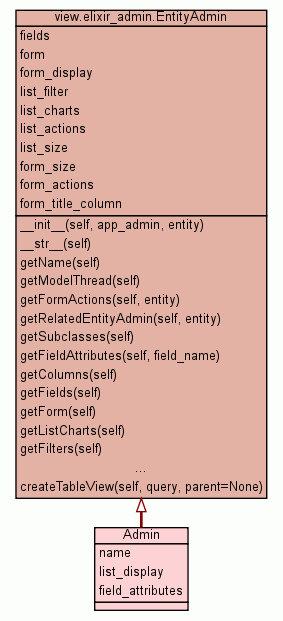 view.elixir_admin.EntityAdmin
fields
form
form_display
list_filter
list_charts
list_actions
list_size
form_size
form_actions
form_title_column
__init__(self, app_admin, entity)
__str__(self)
getName(self)
getModelThread(self)
getFormActions(self, entity)
getRelatedEntityAdmin(self, entity)
getSubclasses(self)
getFieldAttributes(self, field_name)
getColumns(self)
getFields(self)
getForm(self)
getListCharts(self)
getFilters(self)
...
createTableView(self, query, parent=None)
Admin
name
list_display
field_attributes